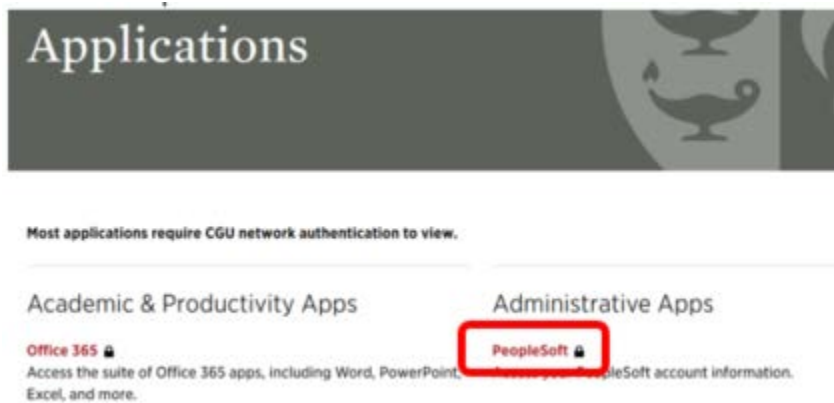 Applications
Most applications require CGU network authentication to view.
Academic & Productivity Apps
Office 365
Access the suite of Office 365 apps, including Word, PowerPoint,
Excel, and more.
Administrative Apps
PeopleSoft
PeopleSoft account information.